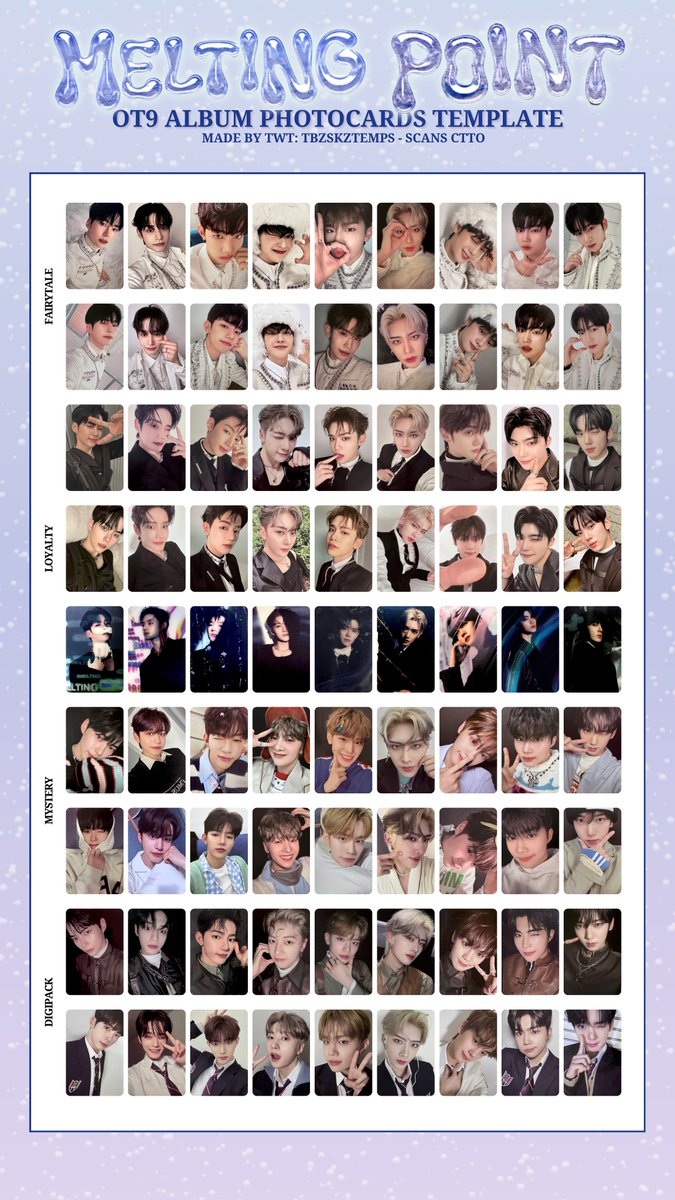 MELTING POINT
OT9 ALBUM PHOTOCARDS TEMPLATE
MADE BY TWT: TBZSKZTEMPS - SCANS CTTO
FAIRYTALE
LOYALTY
MYSTERY
DIGIPACK